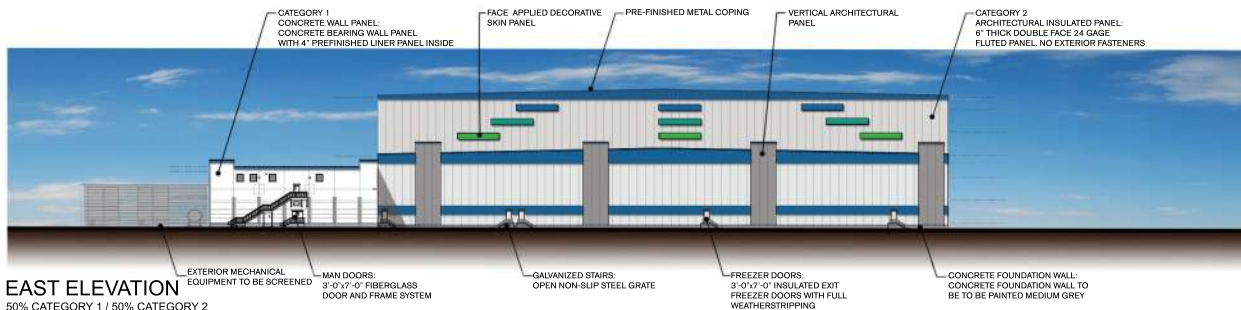 CATEGORY 1
CONCRETE WALL PANEL:
CONCRETE BEARING WALL PANEL
WITH 4" PREFINISHED LINER PANEL INSIDE
FACE APPLIED DECORATIVE
SKIN PANEL
PRE-FINISHED METAL COPING
VERTICAL ARCHITECTURAL
PANEL
CATEGORY 2
ARCHITECTURAL INSULATED PANEL:
6" THICK DOUBLE FACE 24 GAGE
FLUTED PANEL. NO EXTERIOR FASTENERS
EXTERIOR MECHANICAL
EQUIPMENT TO BE SCREENED
MAN DOORS:
3'-0"x7'-0" FIBERGLASS
DOOR AND FRAME SYSTEM
GALVANIZED STAIRS:
OPEN NON-SLIP STEEL GRATE
FREEZER DOORS:
3'-0"x7'-0" INSULATED EXIT
FREEZER DOORS WITH FULL
WEATHERSTRIPPING
CONCRETE FOUNDATION WALL:
CONCRETE FOUNDATION WALL TO
BE TO BE PAINTED MEDIUM GREY
EAST ELEVATION
50% CATEGORY 1 / 50% CATEGORY 2